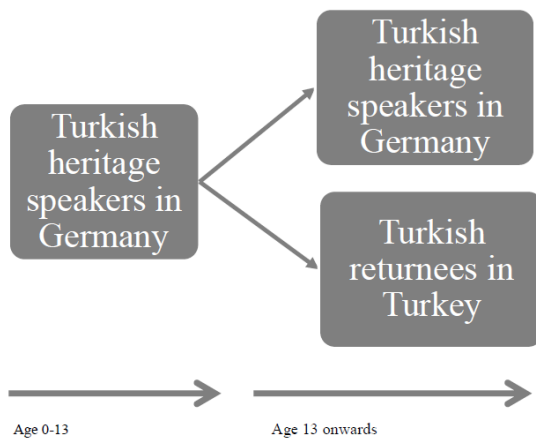 Turkish
heritage
speakers in
Germany
Turkish
heritage
speakers in
Germany
Turkish
returnees in
Turkey
Age 0-13
Age 13 onwards